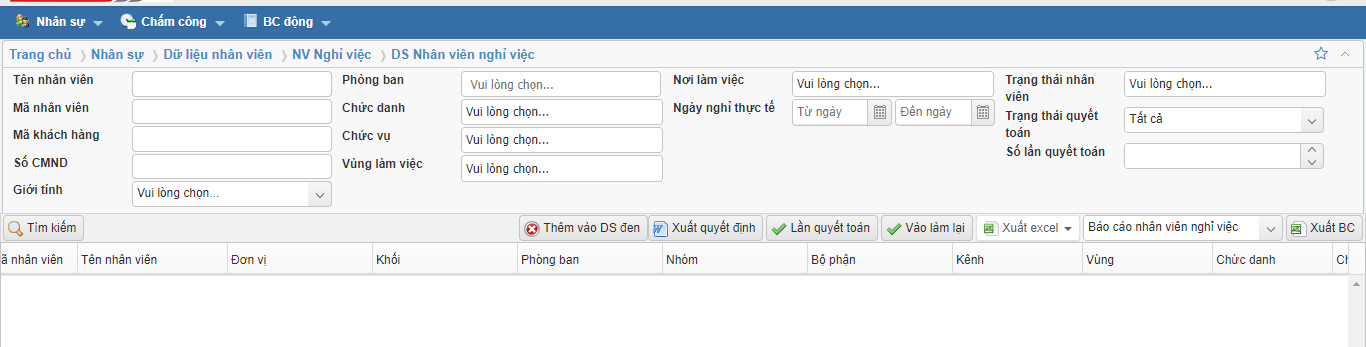 Nhân sự Chấm công BC động
Trang chủ Nhân sự Dữ liệu nhân viên NV Nghỉ việc DS Nhân viên nghỉ việc
Tên nhân viên Phòng ban Vui lòng chọn... Nơi làm việc Vui lòng chọn... Trạng thái nhân viên Vui lòng chọn...
Mã nhân viên Chức danh Vui lòng chọn... Ngày nghỉ thực tế Từ ngày Đến ngày Trạng thái quyết toán Tất cả
Mã khách hàng Chức vụ Vui lòng chọn... Số lần quyết toán
Số CMND Vùng làm việc Vui lòng chọn...
Giới tính Vui lòng chọn...
Tìm kiếm Thêm vào DS đen Xuất quyết định Lần quyết toán Vào làm lại Xuất excel Báo cáo nhân viên nghỉ việc Xuất BC
ã nhân viên Tên nhân viên Đơn vị Khối Phòng ban Nhóm Bộ phận Kênh Vùng Chức danh Ch